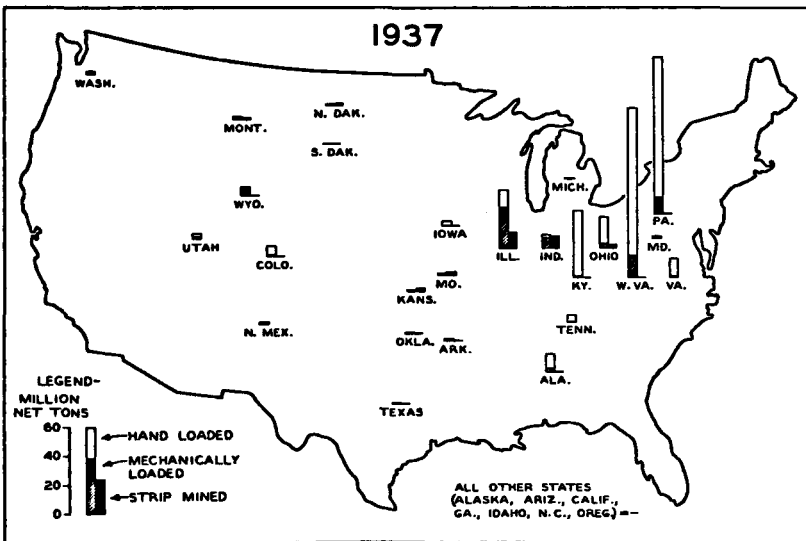 1937
WASH.
MONT.
N. DAK.
S. DAK.
MICH.
WYO.
PA.
UTAH
COLO.
IOWA
ILL.
IND.
OHIO
MD.
KY.
W. VA.
VA.
MO.
KANS.
N. MEX.
OKLA.
ARK.
TENN.
ALA.
TEXAS
LEGEND-
MILLION
NET TONS
60
40
20
0
HAND LOADED
MECHANICALLY
LOADED
STRIP MINED
ALL OTHER STATES
(ALASKA, ARIZ., CALIF.,
GA., IDAHO, N.C., OREG.)=-